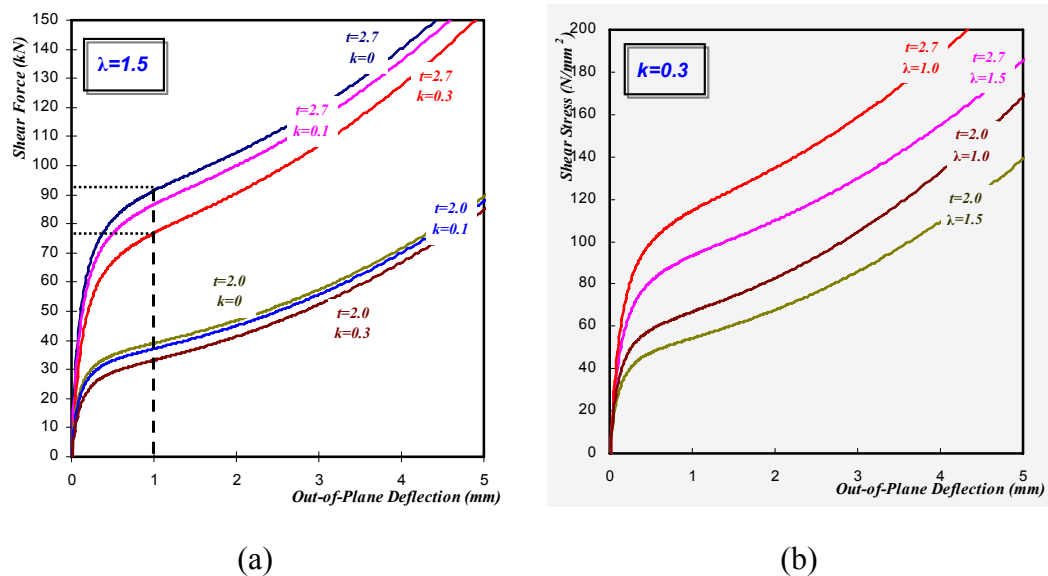 λ=1.5
Shear Force (kN)
150
140
130
120
110
100
90
80
70
60
50
40
30
20
10
0
0 1 2 3 4 5
Out-of-Plane Deflection (mm)
t=2.7
k=0
t=2.7
k=0.3
t=2.7
k=0.1
t=2.0
k=0.1
t=2.0
k=0
t=2.0
k=0.3
(a)
k=0.3
Shear Stress (N/mm²)
200
180
160
140
120
100
80
60
40
20
0
0 1 2 3 4 5
Out-of-Plane Deflection (mm)
t=2.7
λ=1.0
t=2.7
λ=1.5
t=2.0
λ=1.0
t=2.0
λ=1.5
(b)